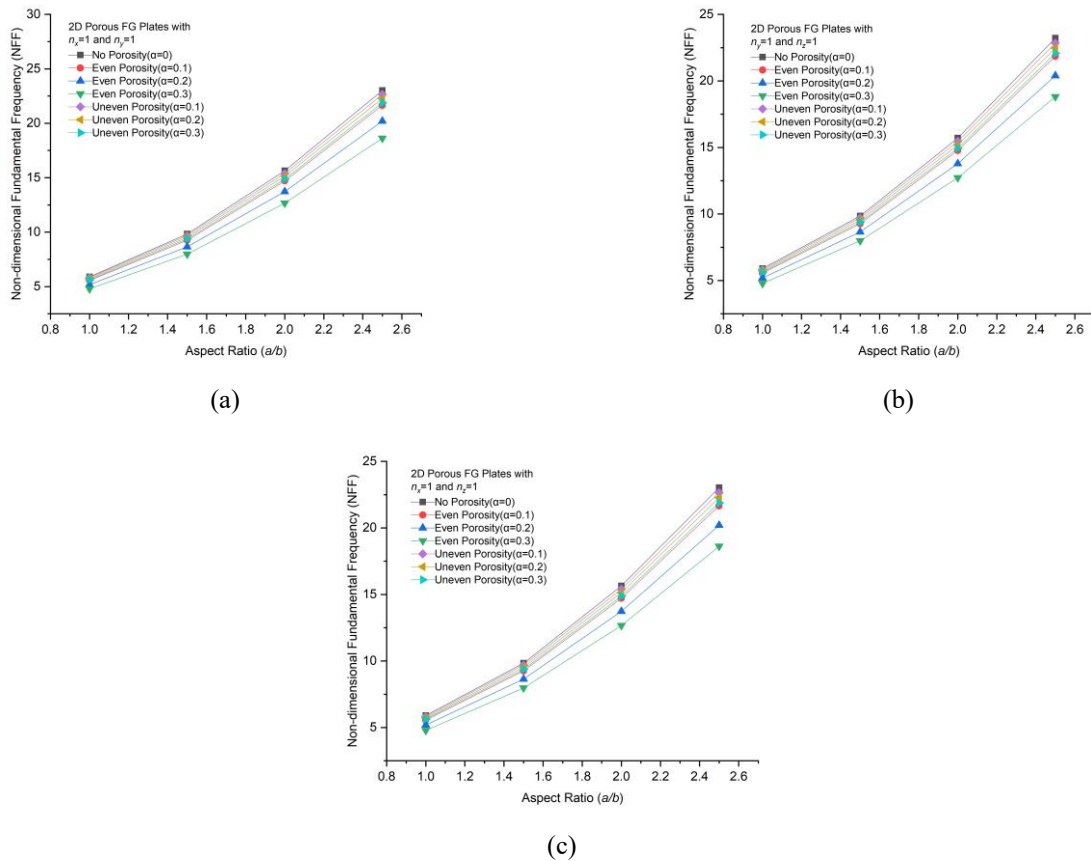 2D Porous FG Plates with
nx=1 and ny=1
No Porosity(α=0)
Even Porosity(α=0.1)
Even Porosity(α=0.2)
Even Porosity(α=0.3)
Uneven Porosity(α=0.1)
Uneven Porosity(α=0.2)
Uneven Porosity(α=0.3)
Non-dimensional Fundamental Frequency (NFF)
30
25
20
15
10
5
0.8 1.0 1.2 1.4 1.6 1.8 2.0 2.2 2.4 2.6
Aspect Ratio (a/b)
(a)
2D Porous FG Plates with
ny=1 and nz=1
No Porosity(α=0)
Even Porosity(α=0.1)
Even Porosity(α=0.2)
Even Porosity(α=0.3)
Uneven Porosity(α=0.1)
Uneven Porosity(α=0.2)
Uneven Porosity(α=0.3)
Non-dimensional Fundamental Frequency (NFF)
25
20
15
10
5
0.8 1.0 1.2 1.4 1.6 1.8 2.0 2.2 2.4 2.6
Aspect Ratio (a/b)
(b)
2D Porous FG Plates with
nx=1 and nz=1
No Porosity(α=0)
Even Porosity(α=0.1)
Even Porosity(α=0.2)
Even Porosity(α=0.3)
Uneven Porosity(α=0.1)
Uneven Porosity(α=0.2)
Uneven Porosity(α=0.3)
Non-dimensional Fundamental Frequency (NFF)
25
20
15
10
5
0.8 1.0 1.2 1.4 1.6 1.8 2.0 2.2 2.4 2.6
Aspect Ratio (a/b)
(c)